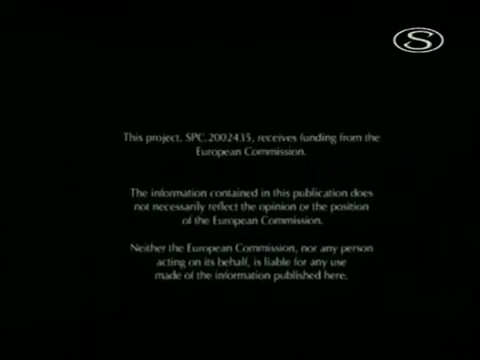 S
This project, SPC.2002435, receives funding from the
European Commission.
The information contained in this publication does
not necessarily reflect the opinion or the position
of the European Commission.
Neither the European Commission, nor any person
acting on its behalf, is liable for any use
made of the information published here.